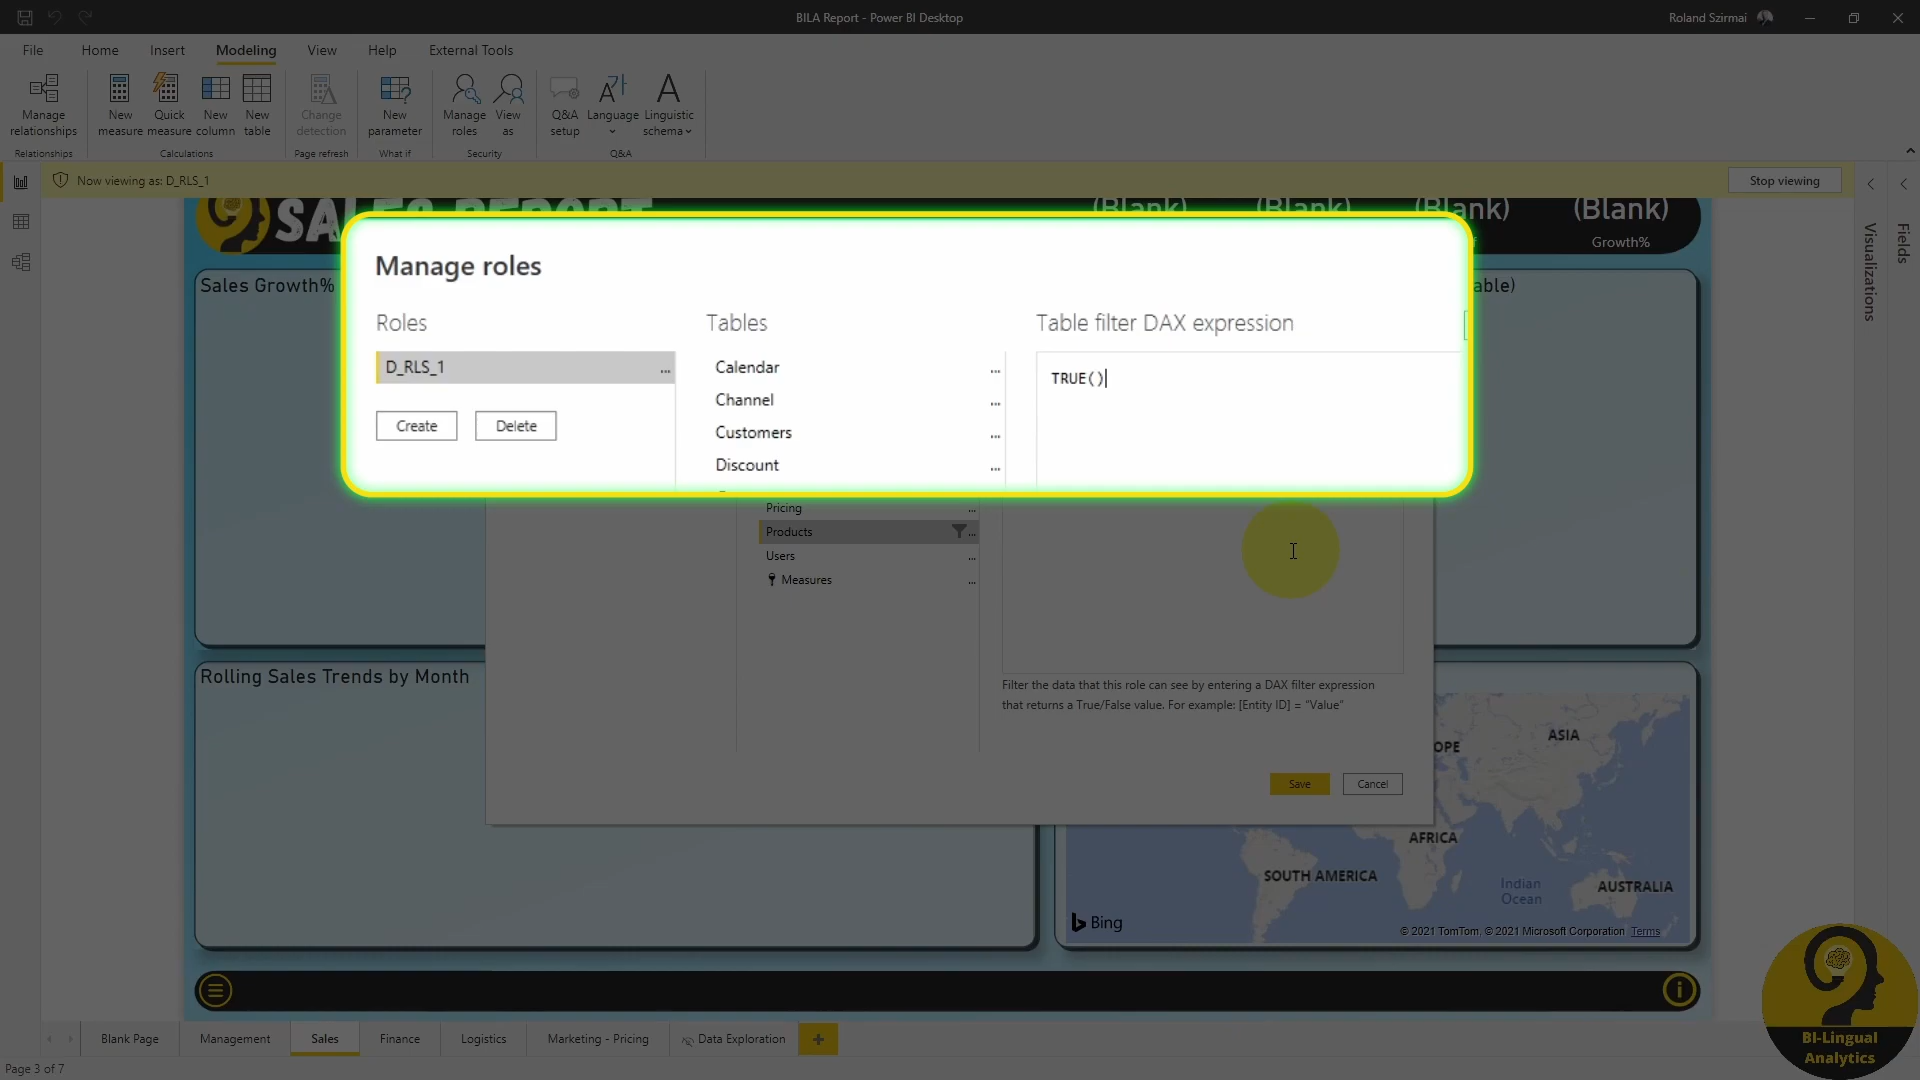 BILA Report - Power BI Desktop
Roland Szirmai
File
Home
Insert
Modeling
View
Help
External Tools
Manage
relationships
New
measure
Quick
measure
New
column
New
table
Change
detection
New
parameter
Manage
roles
View
as
Q&A
setup
Language
Linguistic
schema
Relationships
Calculations
Page refresh
What if
Security
Q&A
Now viewing as: D_RLS_1
Stop viewing
SALES REPORT
(Blank)
(Blank)
(Blank)
(Blank)
Growth%
Visualizations
Fields
Sales Growth%
able)
Manage roles
Roles
Tables
Table filter DAX expression
D_RLS_1
...
Calendar
...
TRUE()
Channel
...
Create
Delete
Customers
...
Discount
...
Pricing
...
Products
...
Users
...
Measures
...
Filter the data that this role can see by entering a DAX filter expression
that returns a True/False value. For example: [Entity ID] = "Value"
Save
Cancel
Rolling Sales Trends by Month
OPE
ASIA
AFRICA
SOUTH AMERICA
Indian
Ocean
AUSTRALIA
Bing
© 2021 TomTom, © 2021 Microsoft Corporation Terms
Blank Page
Management
Sales
Finance
Logistics
Marketing - Pricing
Data Exploration
+
Page 3 of 7
BI-Lingual
Analytics